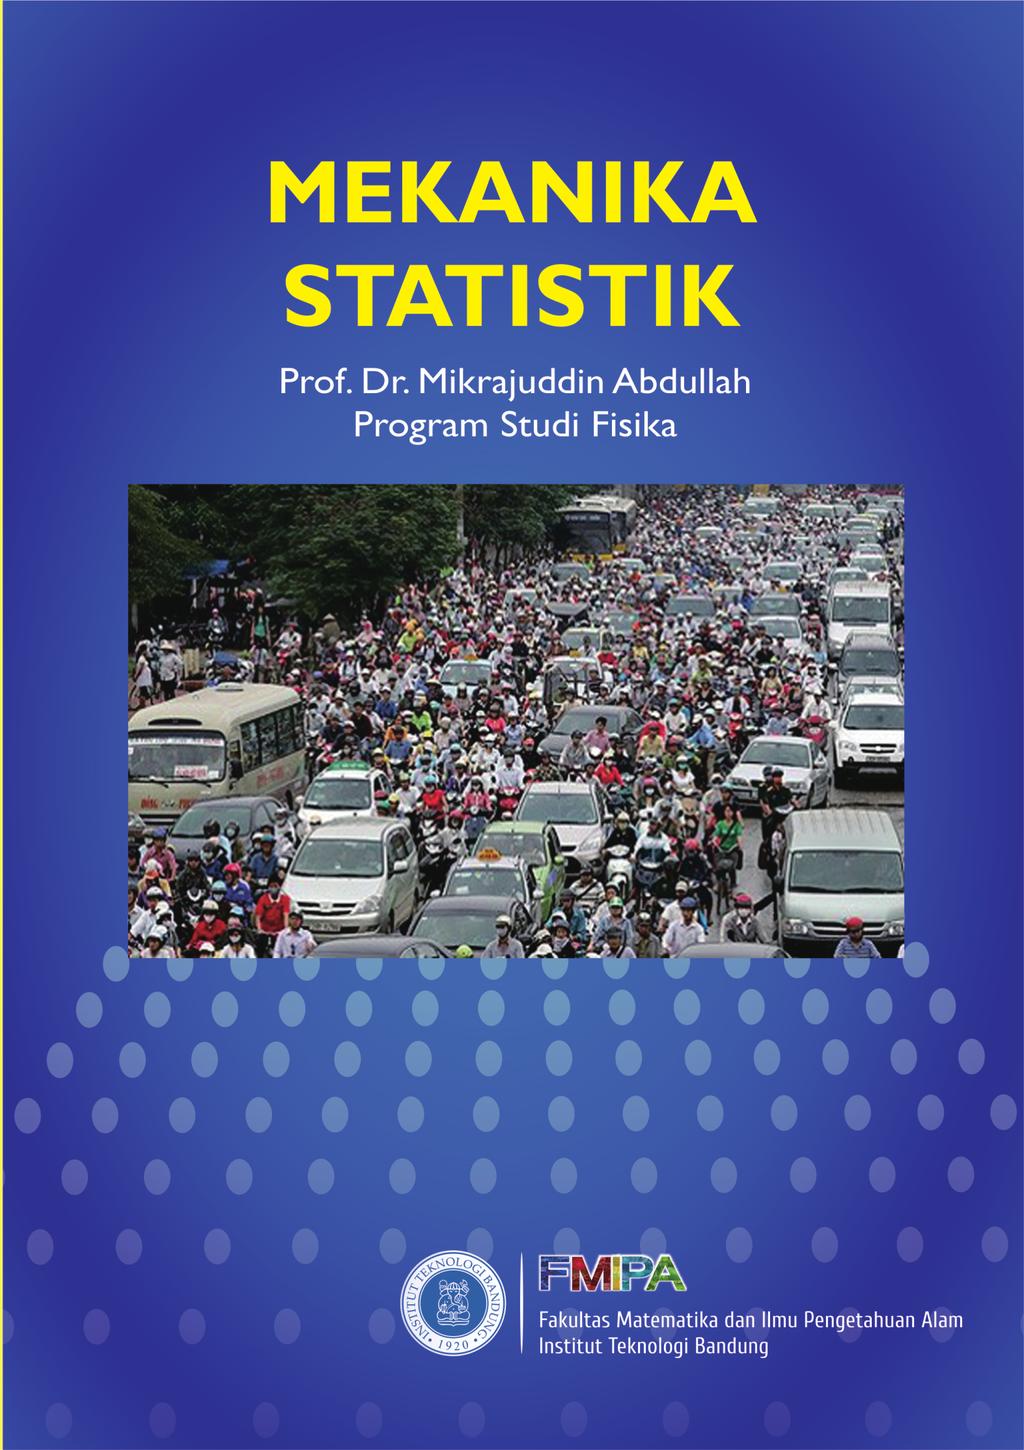 MEKANIKA
STATISTIK
Prof. Dr. Mikrajuddin Abdullah
Program Studi Fisika
INSTITUT TEKNOLOGI BANDUNG
1920
FMIPA
Fakultas Matematika dan Ilmu Pengetahuan Alam
Institut Teknologi Bandung